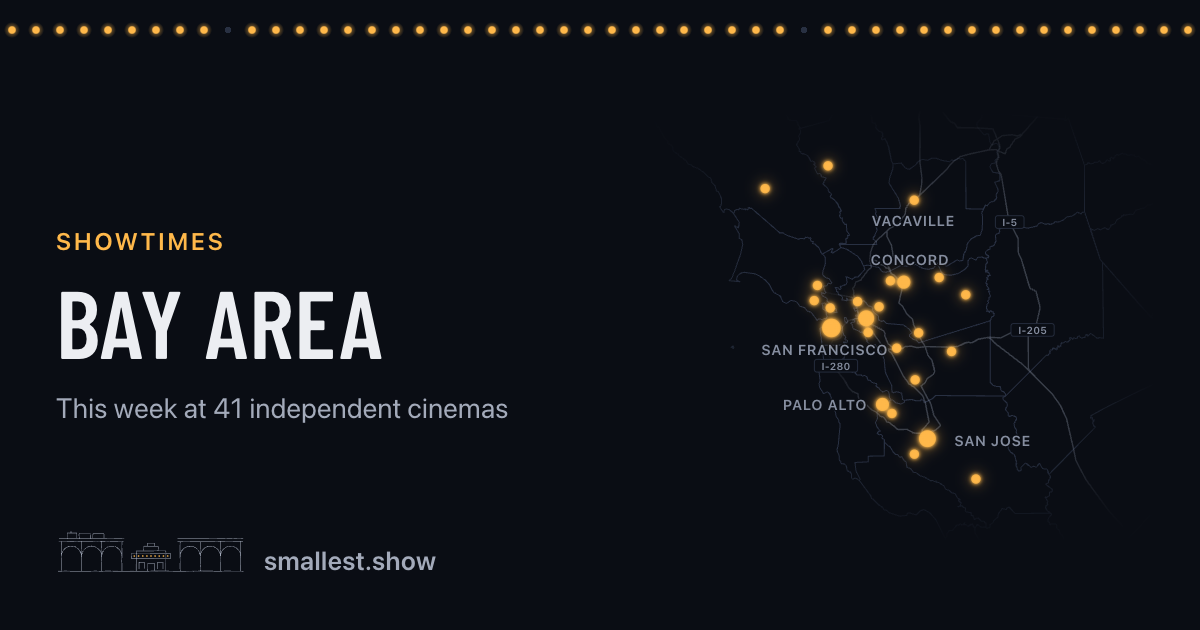 SHOWTIMES
BAY AREA
This week at 41 independent cinemas
smallest.show
VACAVILLE
I-5
CONCORD
I-205
SAN FRANCISCO
I-280
PALO ALTO
SAN JOSE